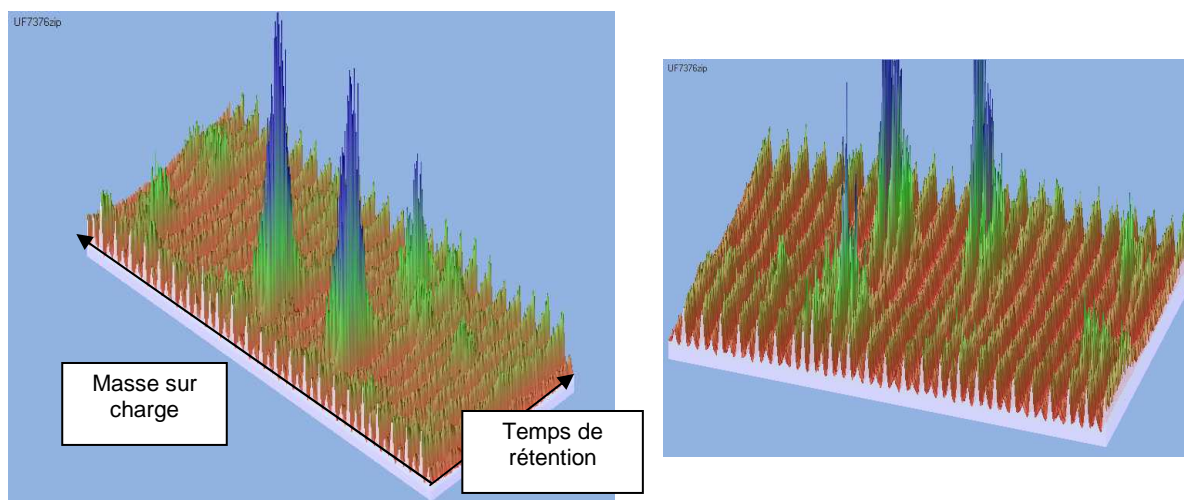 UF7376zip
Masse sur
charge
Temps de
rétention
UF7376zip